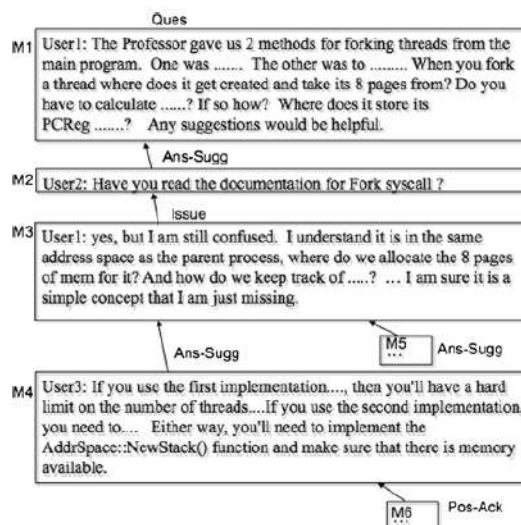 Ques
M1 User1: The Professor gave us 2 methods for forking threads from the
main program. One was ....... The other was to ......... When you fork
a thread where does it get created and take its 8 pages from? Do you
have to calculate ......? If so how? Where does it store its
PCReg .......? Any suggestions would be helpful.
Ans-Sugg
M2 User2: Have you read the documentation for Fork syscall ?
Issue
M3 User1: yes, but I am still confused. I understand it is in the same
address space as the parent process, where do we allocate the 8 pages
of mem for it? And how do we keep track of .....? ... I am sure it is a
simple concept that I am just missing.
Ans-Sugg
M5
...
Ans-Sugg
M4 User3: If you use the first implementation...., then you'll have a hard
limit on the number of threads....If you use the second implementation,
you need to.... Either way, you'll need to implement the
AddrSpace::NewStack() function and make sure that there is memory
available.
M6
...
Pos-Ack